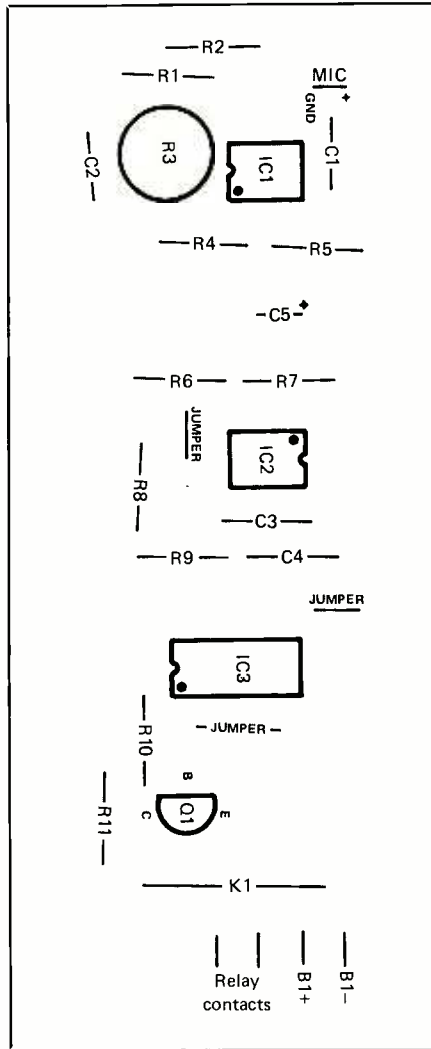 R2
R1
MIC
+
GND
R3
IC1
C1
C2
R4
R5
C5
+
R6
R7
JUMPER
IC2
R8
C3
R9
C4
JUMPER
IC3
R10
JUMPER
B
R11
C
Q1
E
K1
Relay
contacts
B1+
B1–